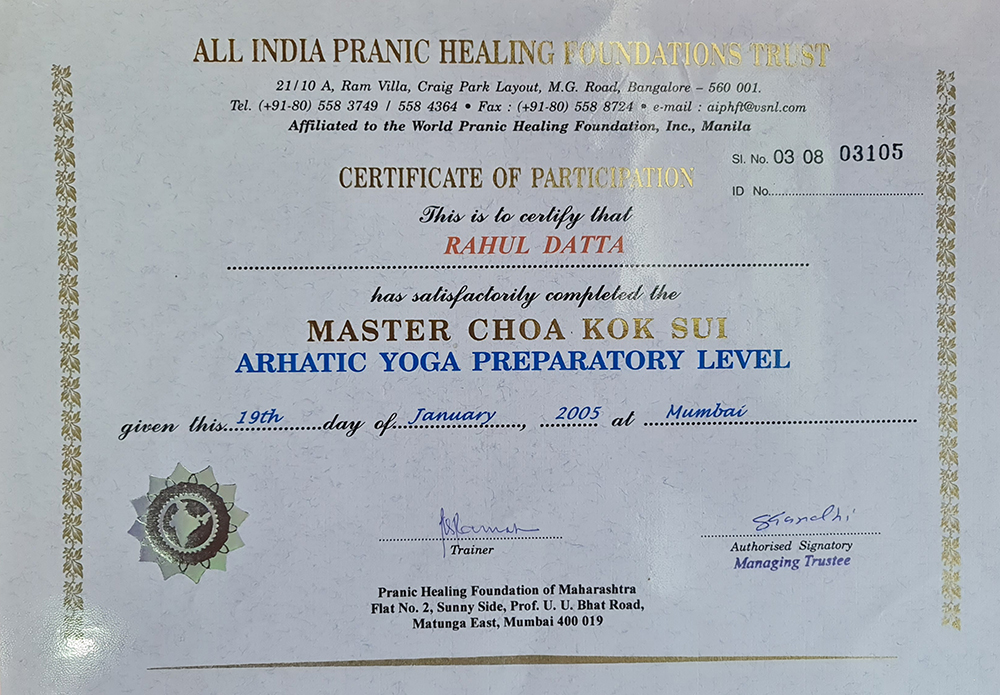 ALL INDIA PRANIC HEALING FOUNDATIONS TRUST
21/10 A, Ram Villa, Craig Park Layout, M.G. Road, Bangalore – 560 001.
Tel. (+91-80) 558 3749 / 558 4364 • Fax : (+91-80) 558 8724 • e-mail : aiphft@vsnl.com
Affiliated to the World Pranic Healing Foundation, Inc., Manila
Sl. No. 03 08 03105
CERTIFICATE OF PARTICIPATION
ID No.
This is to certify that
RAHUL DATTA
has satisfactorily completed the
MASTER CHOA KOK SUI
ARHATIC YOGA PREPARATORY LEVEL
given this 19th day of January, 2005 at Mumbai
Trainer
Authorised Signatory
Managing Trustee
Pranic Healing Foundation of Maharashtra
Flat No. 2, Sunny Side, Prof. U. U. Bhat Road,
Matunga East, Mumbai 400 019